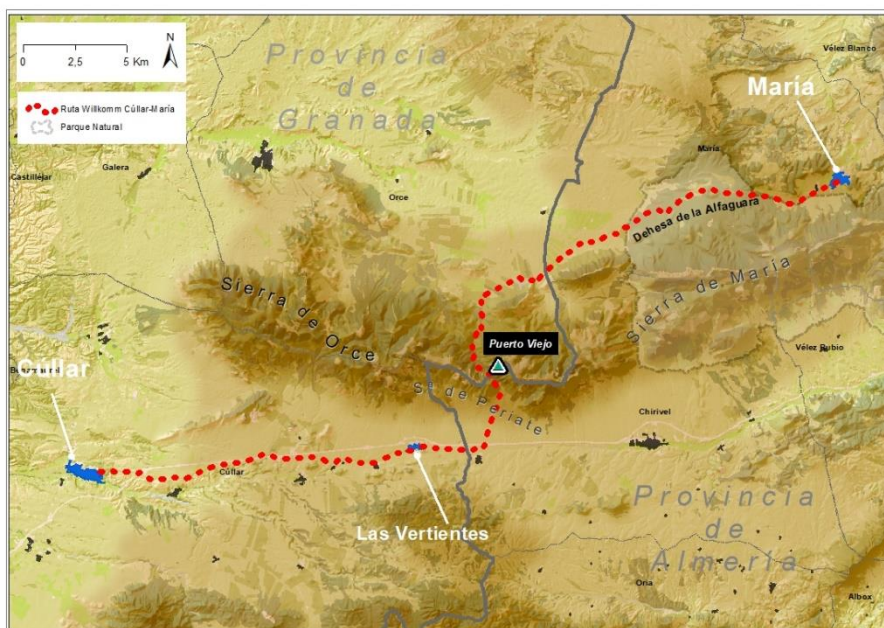 0
2,5
5 Km
N
Ruta Willkomm Cúllar-María
Parque Natural
Provincia
de
Granada
Vélez Blanco
María
María
Galera
Castilléjar
Orce
Dehesa de la Alfaguara
Sierra de Orce
Sierra de María
Puerto Viejo
Vélez Rubio
Cúllar
Sª de Periate
Chirivel
Cúllar
Las Vertientes
Provincia
de
Almería
Oria
Albox